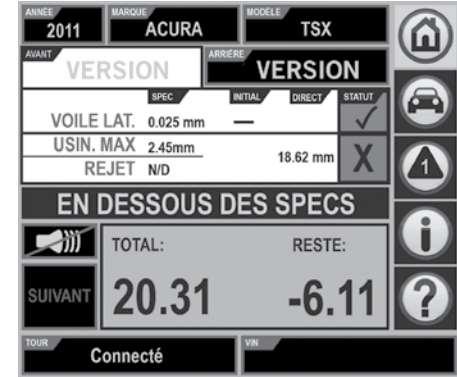 ANNÉE
2011
MARQUE
ACURA
MODÈLE
TSX
AVANT
VERSION
ARRIÈRE
VERSION
SPEC INITIAL DIRECT STATUT
VOILE LAT. 0.025 mm —
USIN. MAX 2.45mm
18.62 mm X
REJET N/D
EN DESSOUS DES SPECS
TOTAL: RESTE:
SUIVANT 20.31 -6.11
TOUR
Connecté
VIN
1
i
?